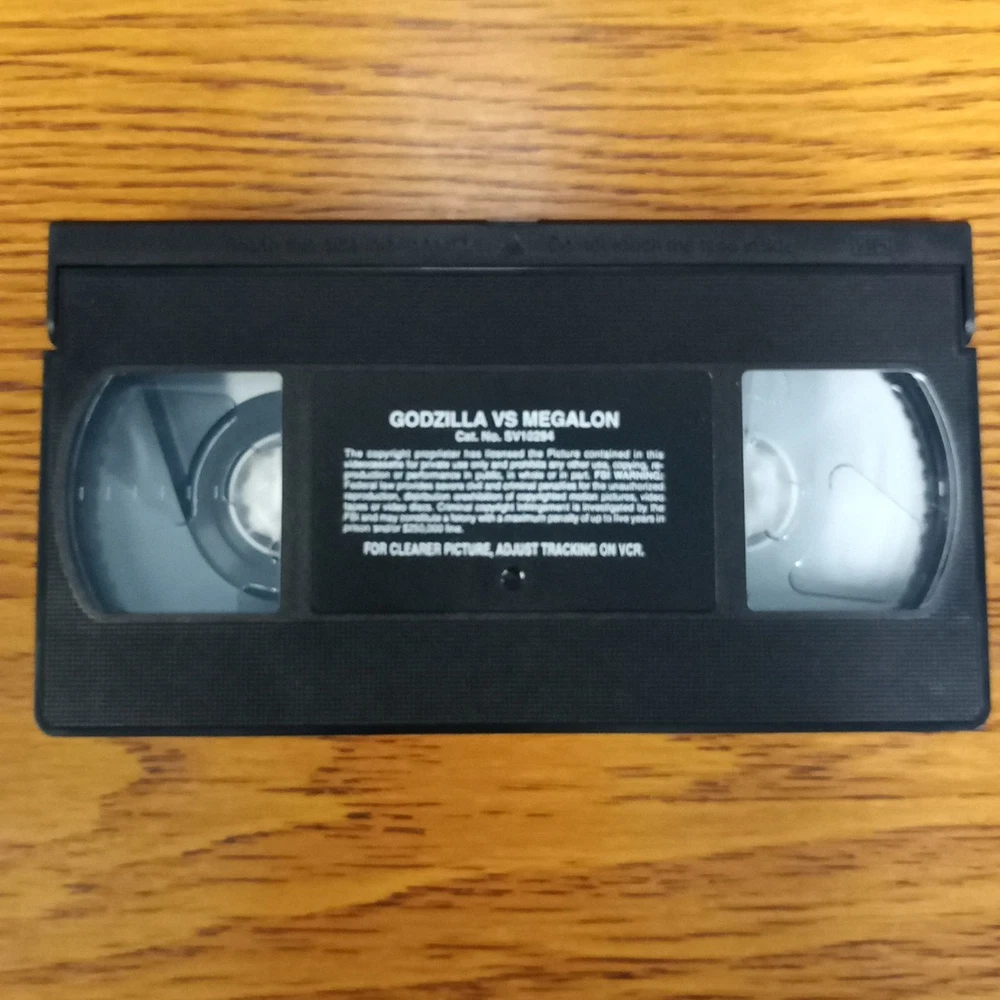 GODZILLA VS MEGALON
Cat. No. SV10294
The copyright proprietor has licensed the Picture contained in this
videocassette for private use only and prohibits any other use, copying, re-
production or performance in public, in whole or in part. FBI WARNING:
Federal law provides severe civil and criminal penalties for the unauthorized
reproduction, distribution or exhibition of copyrighted motion pictures, video
tapes or video discs. Criminal copyright infringement is investigated by the
FBI and may constitute a felony with a maximum penalty of up to five years in
prison and/or $250,000 fine.
FOR CLEARER PICTURE, ADJUST TRACKING ON VCR.